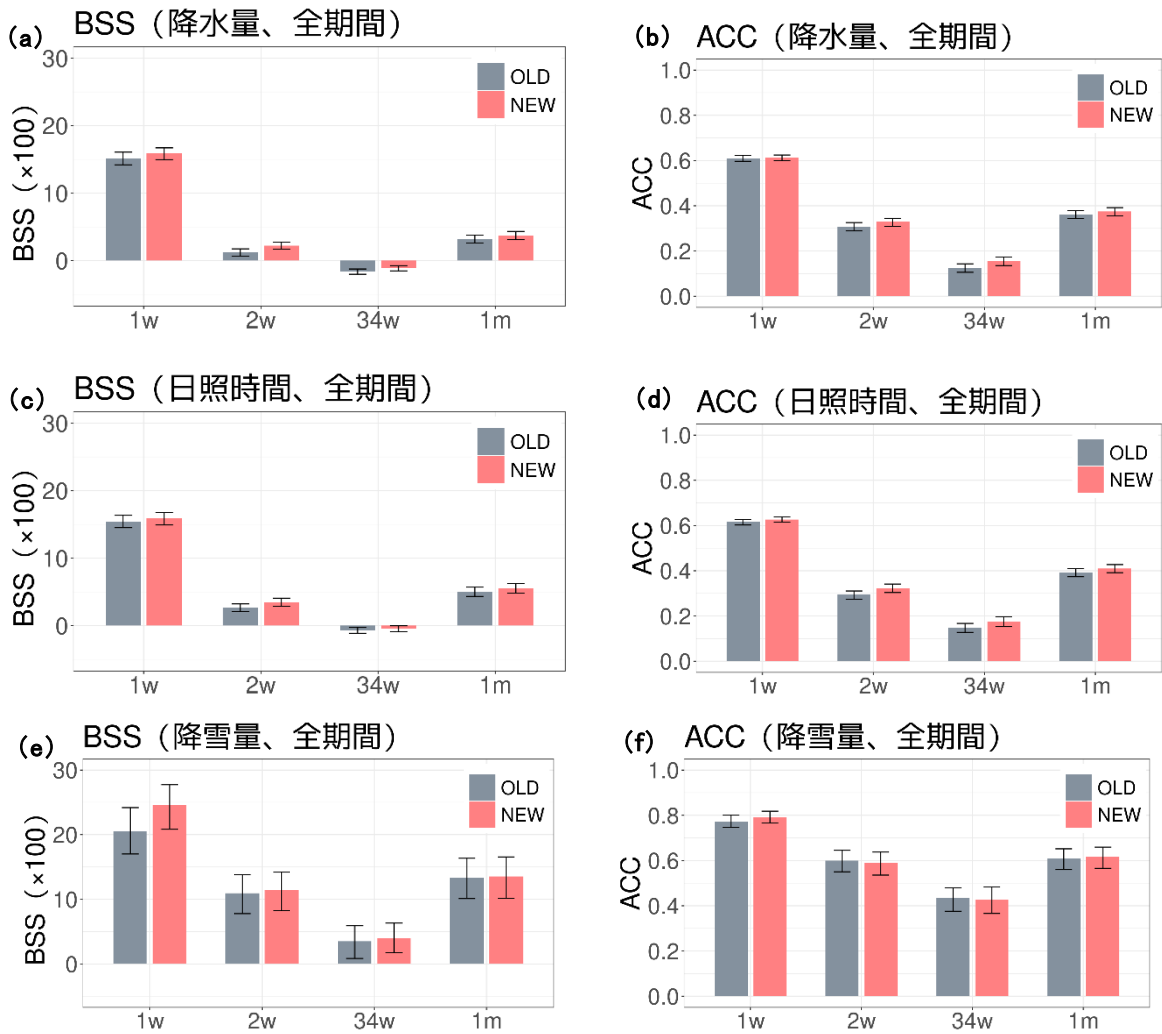 (a) BSS（降水量、全期間）
BSS（×100）
30
20
10
0
OLD
NEW
1w 2w 34w 1m
(b) ACC（降水量、全期間）
ACC
1.0
0.8
0.6
0.4
0.2
0.0
OLD
NEW
1w 2w 34w 1m
(c) BSS（日照時間、全期間）
BSS（×100）
30
20
10
0
OLD
NEW
1w 2w 34w 1m
(d) ACC（日照時間、全期間）
ACC
1.0
0.8
0.6
0.4
0.2
0.0
OLD
NEW
1w 2w 34w 1m
(e) BSS（降雪量、全期間）
BSS（×100）
30
20
10
0
OLD
NEW
1w 2w 34w 1m
(f) ACC（降雪量、全期間）
ACC
1.0
0.8
0.6
0.4
0.2
0.0
OLD
NEW
1w 2w 34w 1m